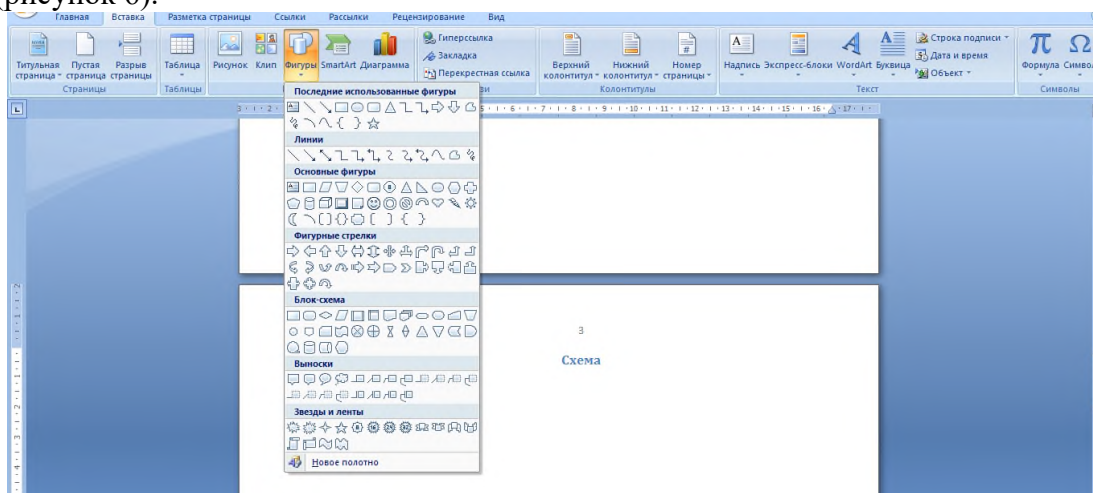 (рисунок 6).
Главная Вставка Разметка страницы Ссылки Рассылки Рецензирование Вид
Титульная страница Пустая страница Разрыв страницы
Страницы
Таблица
Таблицы
Рисунок Клип Фигуры SmartArt Диаграмма
Гиперссылка
Закладка
Перекрестная ссылка
Верхний колонтитул Нижний колонтитул Номер страницы
Колонтитулы
Надпись Экспресс-блоки WordArt Буквица
Строка подписи
Дата и время
Объект
Текст
Формула Симво
Символы
Последние использованные фигуры
Линии
Основные фигуры
Фигурные стрелки
Блок-схема
Выноски
Звезды и ленты
Новое полотно
3
Схема